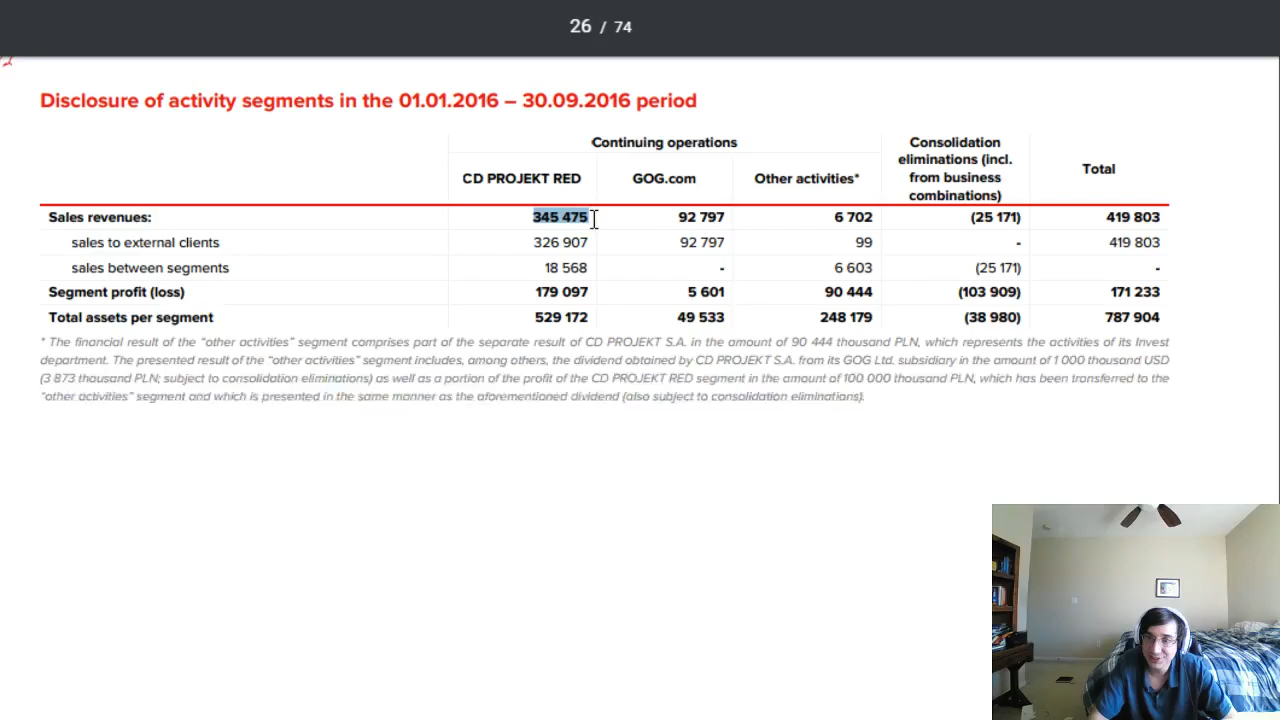 26 / 74
Disclosure of activity segments in the 01.01.2016 – 30.09.2016 period
Continuing operations
Consolidation eliminations (incl. from business combinations)
Total
CD PROJEKT RED GOG.com Other activities*
Sales revenues: 345 475 92 797 6 702 (25 171) 419 803
sales to external clients 326 907 92 797 99 - 419 803
sales between segments 18 568 - 6 603 (25 171) -
Segment profit (loss) 179 097 5 601 90 444 (103 909) 171 233
Total assets per segment 529 172 49 533 248 179 (38 980) 787 904
* The financial result of the “other activities” segment comprises part of the separate result of CD PROJEKT S.A. in the amount of 90 444 thousand PLN, which represents the activities of its Invest
department. The presented result of the “other activities” segment includes, among others, the dividend obtained by CD PROJEKT S.A. from its GOG Ltd. subsidiary in the amount of 1 000 thousand USD
(3 873 thousand PLN; subject to consolidation eliminations) as well as a portion of the profit of the CD PROJEKT RED segment in the amount of 100 000 thousand PLN, which has been transferred to the
“other activities” segment and which is presented in the same manner as the aforementioned dividend (also subject to consolidation eliminations).